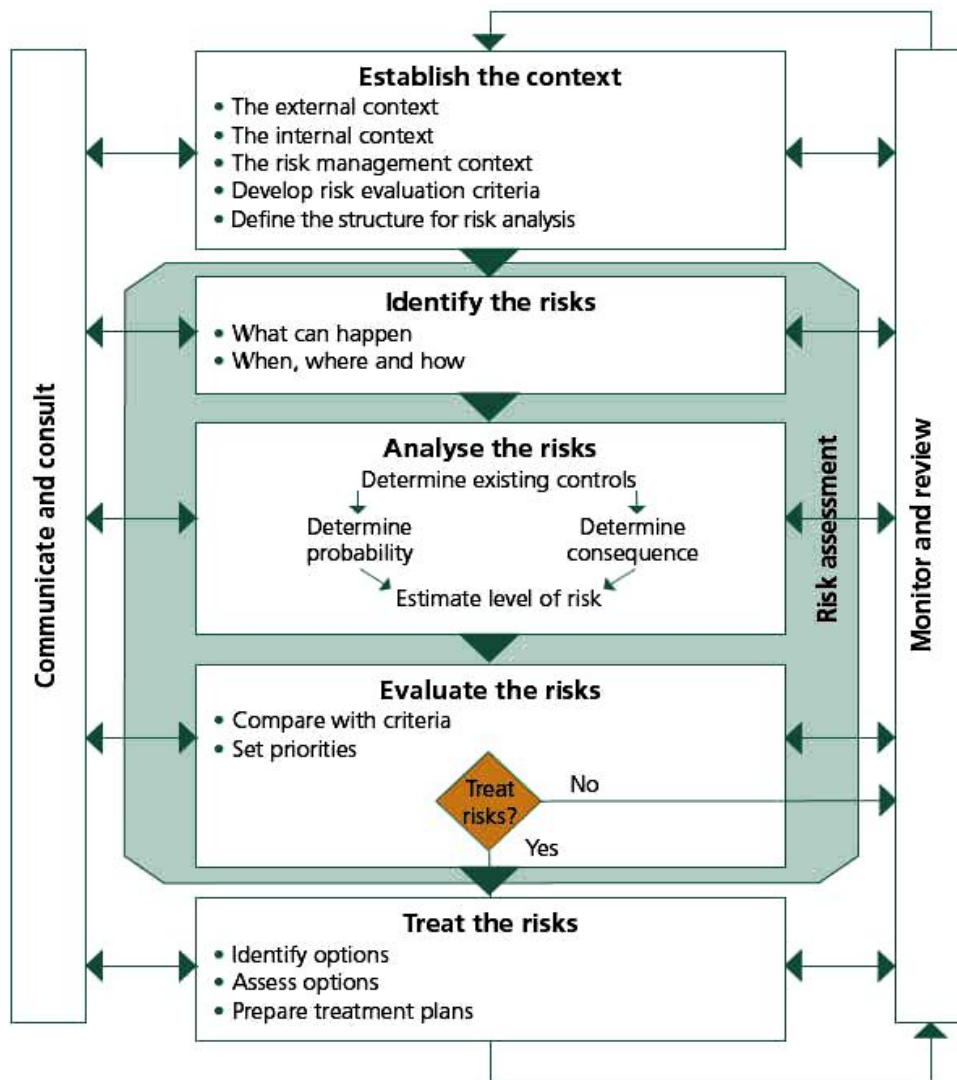 Establish the context
• The external context
• The internal context
• The risk management context
• Develop risk evaluation criteria
• Define the structure for risk analysis
Identify the risks
• What can happen
• When, where and how
Analyse the risks
Determine existing controls
Determine
probability
Determine
consequence
Estimate level of risk
Evaluate the risks
• Compare with criteria
• Set priorities
Treat
risks?
No
Yes
Treat the risks
• Identify options
• Assess options
• Prepare treatment plans
Communicate and consult
Risk assessment
Monitor and review